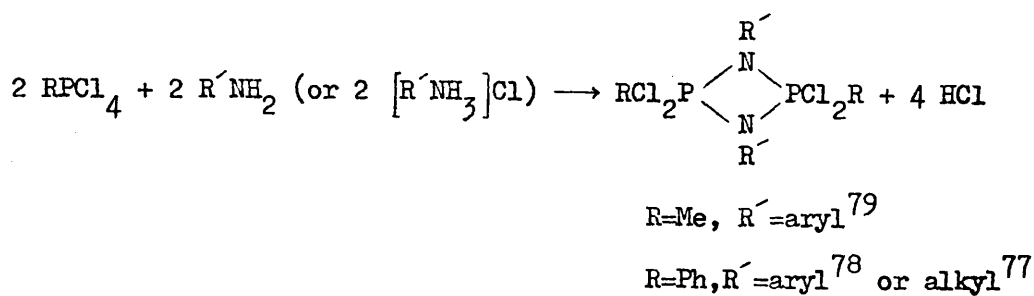 R´
N
2 RPCl4 + 2 R´NH2 (or 2 [R´NH3]Cl) ⟶ RCl2P PCl2R + 4 HCl
N
R´
R=Me, R´=aryl79
R=Ph,R´=aryl78 or alkyl77